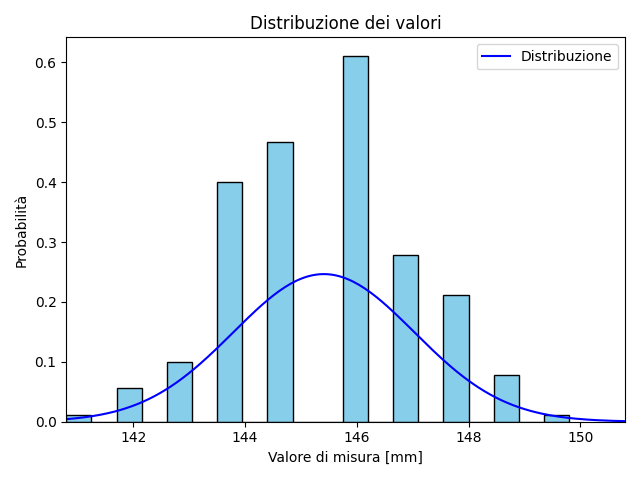 Distribuzione dei valori
Distribuzione
Probabilità
0.6
0.5
0.4
0.3
0.2
0.1
0.0
142 144 146 148 150
Valore di misura [mm]